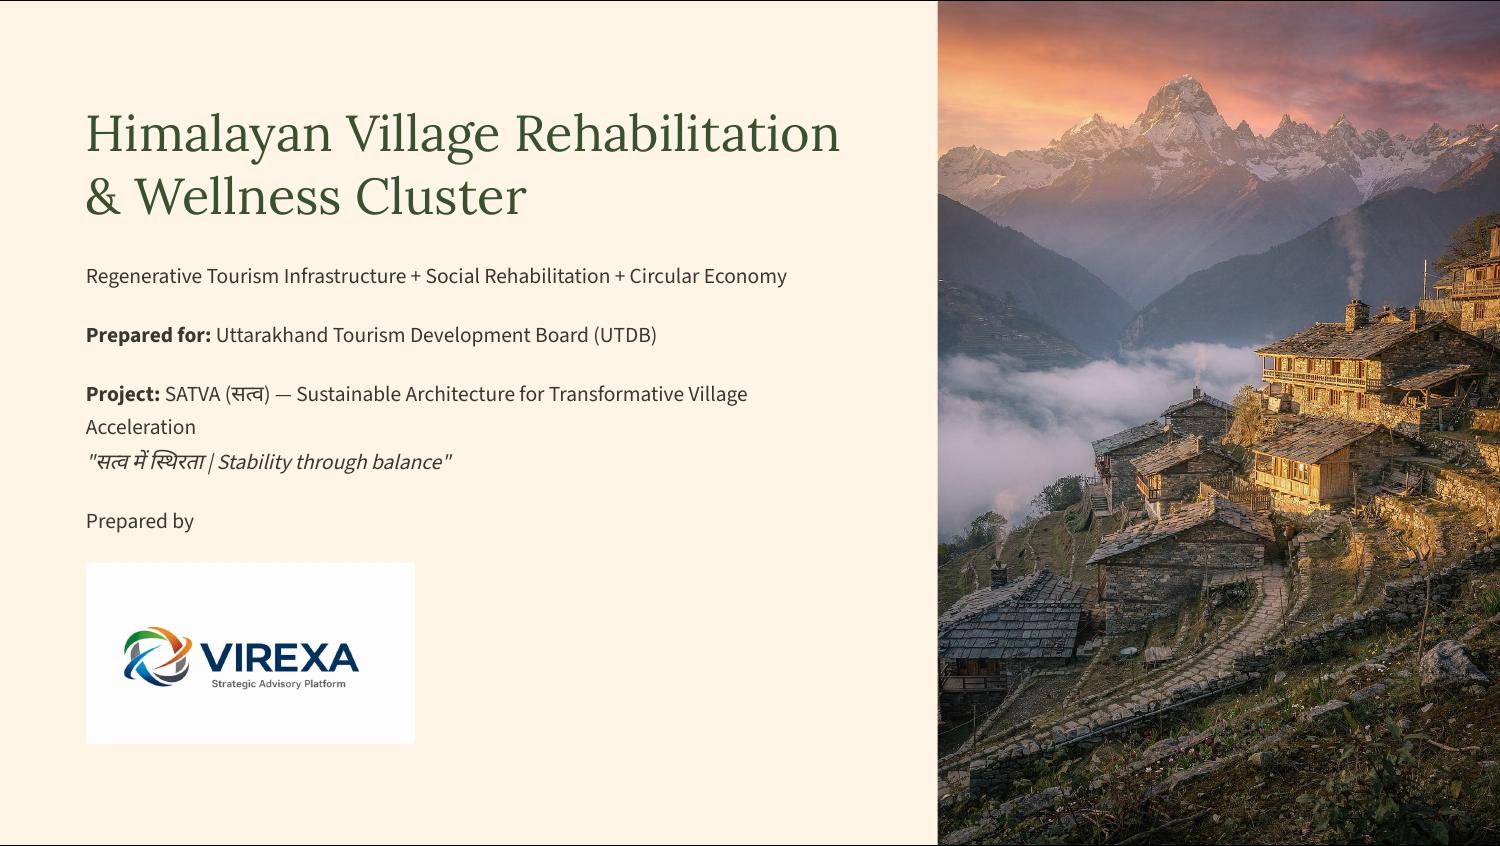 Himalayan Village Rehabilitation
& Wellness Cluster
Regenerative Tourism Infrastructure + Social Rehabilitation + Circular Economy
Prepared for: Uttarakhand Tourism Development Board (UTDB)
Project: SATVA (सत्व) — Sustainable Architecture for Transformative Village
Acceleration
"सत्व में स्थिरता | Stability through balance"
Prepared by
VIREXA
Strategic Advisory Platform